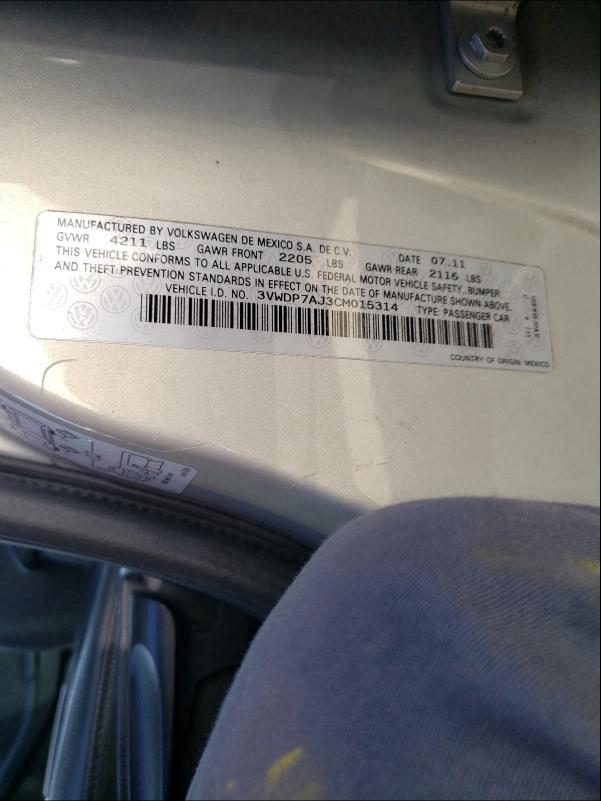 MANUFACTURED BY VOLKSWAGEN DE MEXICO S.A. DE C.V. DATE 07.11
GVWR 4211 LBS GAWR FRONT 2205 LBS GAWR REAR 2116 LBS
THIS VEHICLE CONFORMS TO ALL APPLICABLE U.S. FEDERAL MOTOR VEHICLE SAFETY, BUMPER,
AND THEFT PREVENTION STANDARDS IN EFFECT ON THE DATE OF MANUFACTURE SHOWN ABOVE.
VEHICLE I.D. NO. 3VWDP7AJ3CM015314 TYPE: PASSENGER CAR
COUNTRY OF ORIGIN: MEXICO